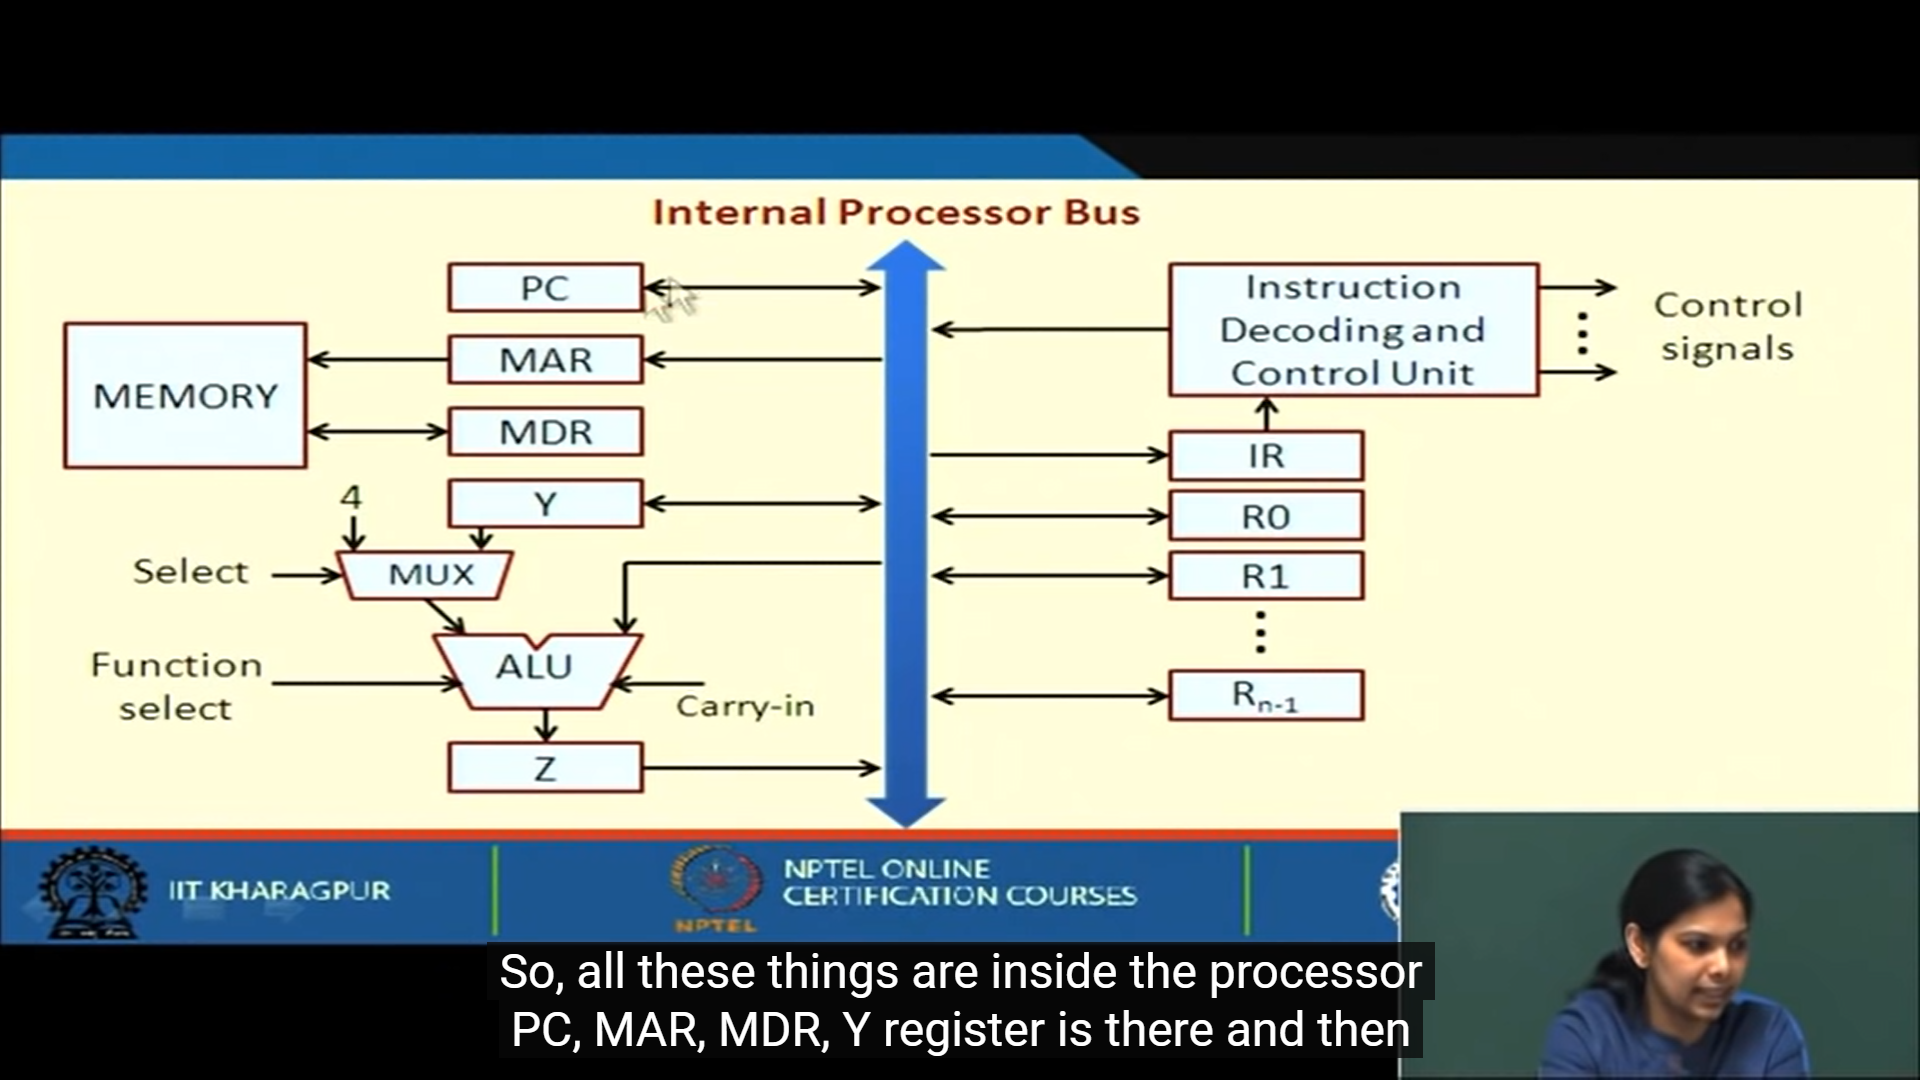 Internal Processor Bus
PC
MAR
MEMORY
MDR
4
Y
Select
MUX
Function
select
ALU
Carry-in
Z
Instruction
Decoding and
Control Unit
Control
signals
IR
R0
R1
Rn-1
IIT KHARAGPUR
NPTEL
NPTEL ONLINE
CERTIFICATION COURSES
So, all these things are inside the processor
PC, MAR, MDR, Y register is there and then